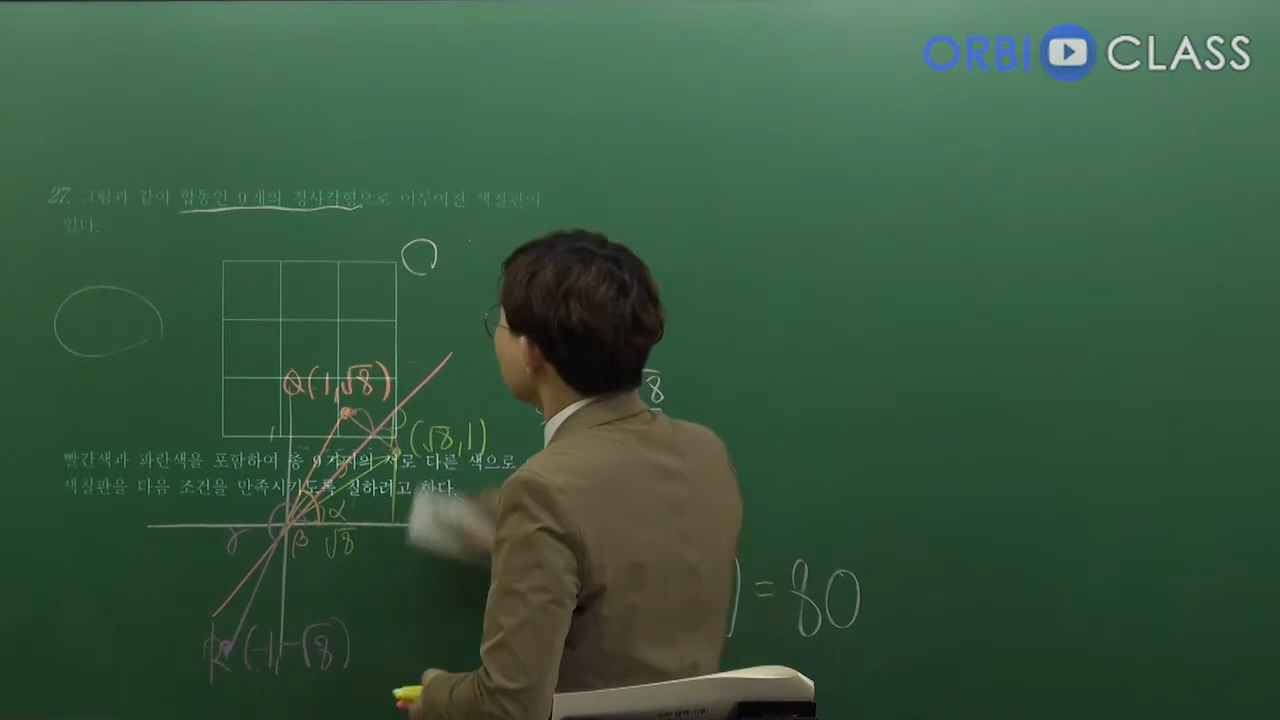 ORBI CLASS
27. 그림과 같이 합동인 9개의 정사각형으로 이루어진 색칠판이
있다.
Q(-1,√8)
(√8,1)
빨간색과 파란색을 포함하여 총 9가지의 서로 다른 색으로
색칠판을 다음 조건을 만족시키도록 칠하려고 한다.
α
γ
β
√8
R(-1,-√8)
= 80